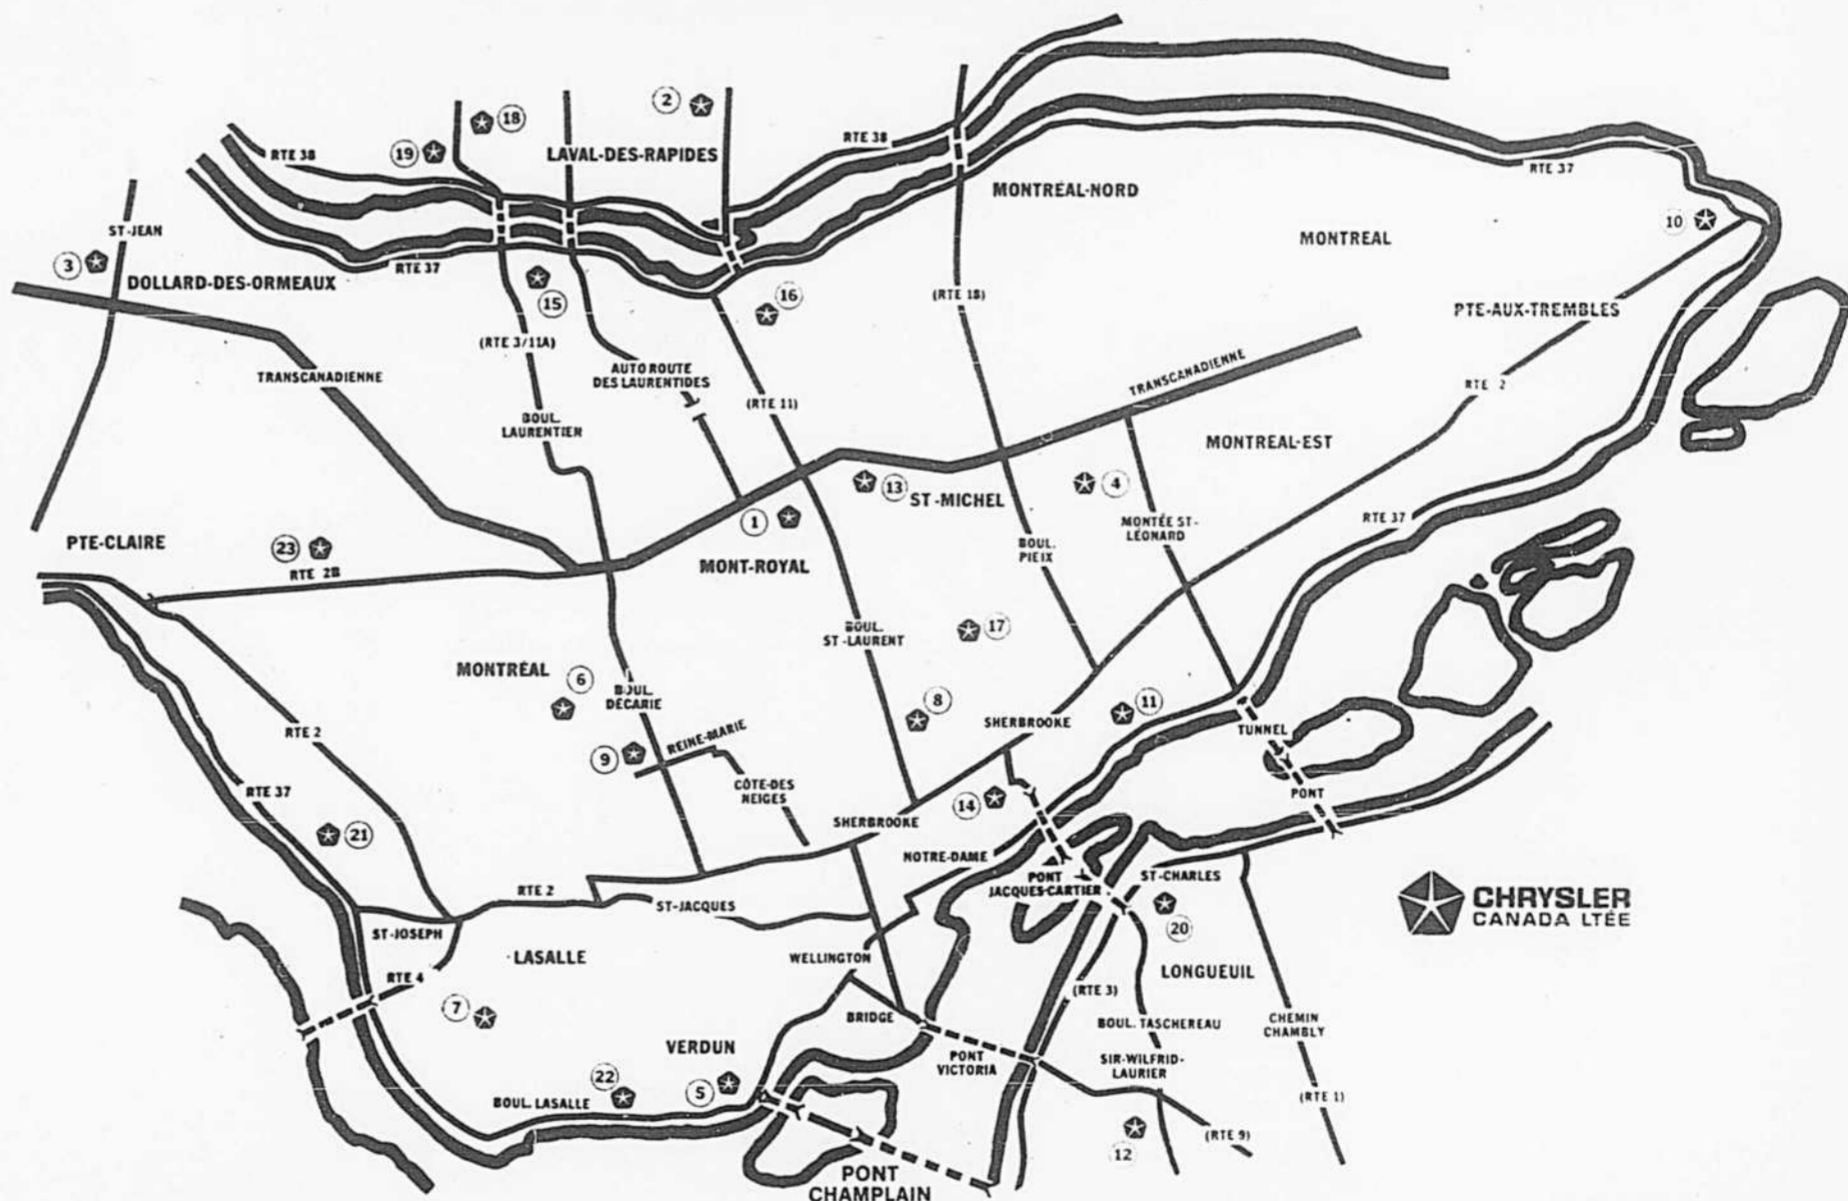 2
18
RTE 38
19
RTE 38
LAVAL-DES-RAPIDES
RTE 37
MONTRÉAL-NORD
10
ST-JEAN
MONTREAL
3
RTE 37
DOLLARD-DES-ORMEAUX
15
16
(RTE 18)
PTE-AUX-TREMBLES
(RTE 3/11A)
TRANSCANADIENNE
AUTO ROUTE
DES LAURENTIDES
TRANSCANADIENNE
RTE 2
(RTE 11)
BOUL.
LAURENTIEN
MONTRÉAL-EST
13
ST-MICHEL
4
1
MONTÉE ST-
LÉONARD
RTE 37
PTE-CLAIRE
23
RTE 2B
BOUL.
PIEIX
MONT-ROYAL
BOUL.
ST-LAURENT
17
MONTRÉAL
6
BOUL.
DÉCARIE
8
11
SHERBROOKE
RTE 2
REINE-MARIE
TUNNEL
9
CÔTE-DES
NEIGES
RTE 37
PONT
14
21
SHERBROOKE
NOTRE-DAME
PONT
JACQUES-CARTIER
ST-CHARLES
RTE 2
ST-JACQUES
CHRYSLER
CANADA LTÉE
20
ST-JOSEPH
LASALLE
WELLINGTON
LONGUEUIL
RTE 4
(RTE 3)
7
BRIDGE
BOUL. TASCHEREAU
CHEMIN
CHAMBLY
VERDUN
PONT
VICTORIA
SIR-WILFRID-
LAURIER
22
5
BOUL. LASALLE
(RTE 1)
(RTE 9)
12
PONT
CHAMPLAIN